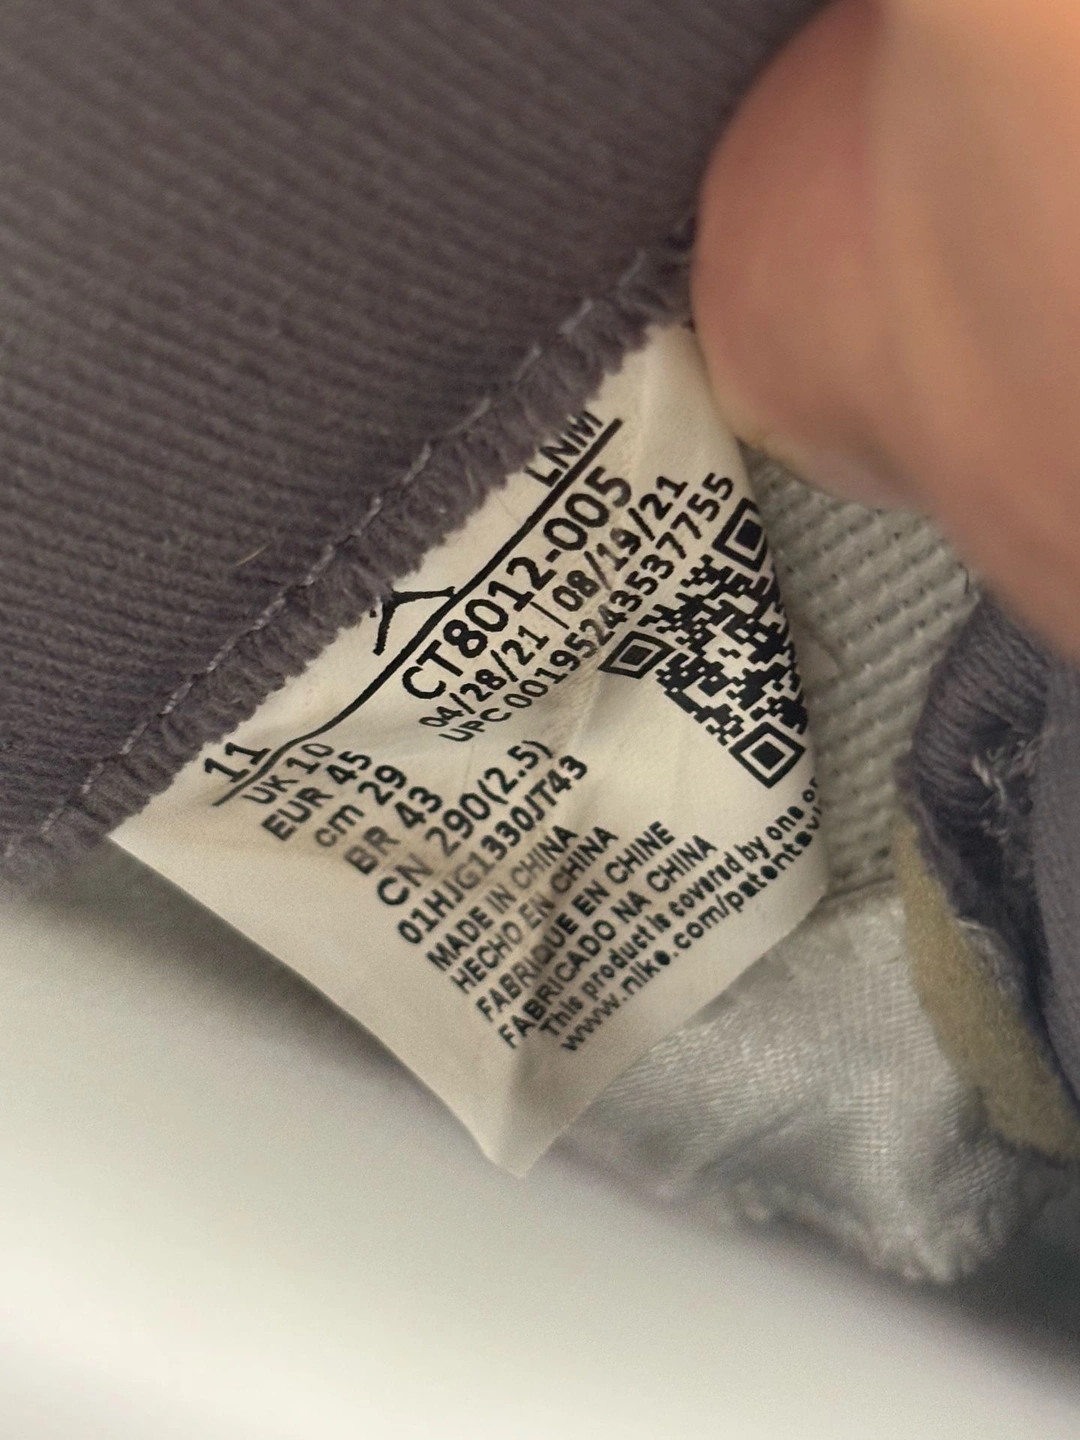 LNM
CT8012-005
04/28/21 | 08/19/21
UPC 00195243537755
11
UK 10
EUR 45
cm 29
BR 43
CN 290(2.5)
01HJG1330JT43
MADE IN CHINA
HECHO EN CHINA
FABRIQUE EN CHINE
FABRICADO NA CHINA
This product is covered by one or
www.nike.com/patents